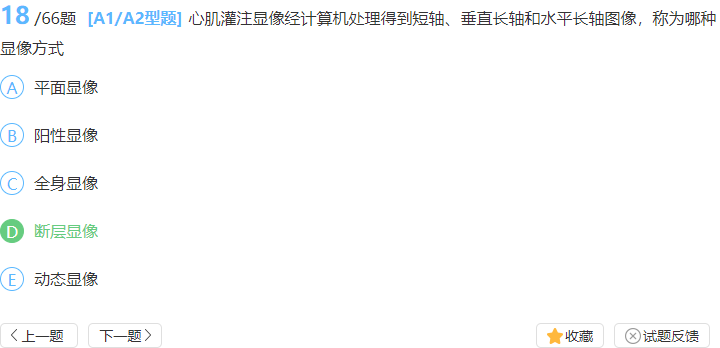 18 /66题 [A1/A2型题] 心肌灌注显像经计算机处理得到短轴、垂直长轴和水平长轴图像，称为哪种
显像方式
A 平面显像
B 阳性显像
C 全身显像
D 断层显像
E 动态显像
上一题 下一题 收藏 试题反馈